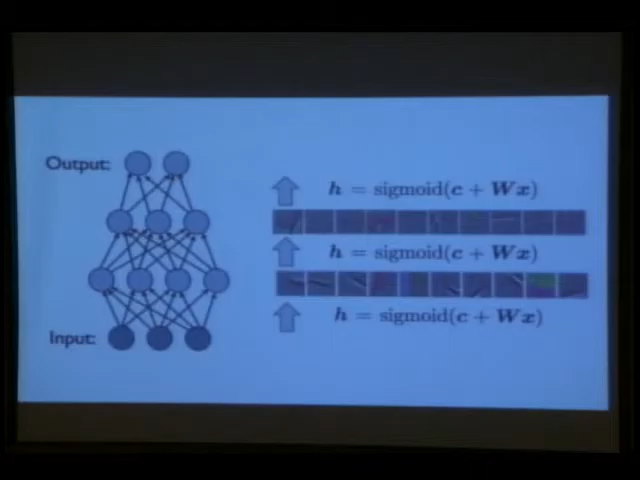 Output:
h = sigmoid(c + Wx)
h = sigmoid(c + Wx)
h = sigmoid(c + Wx)
Input: